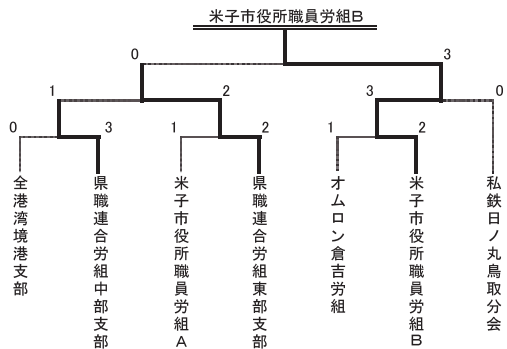 米子市役所職員労組B
0
3
1
2
3
0
0
3
1
2
1
2
全港湾境港支部
県職連合労組中部支部
米子市役所職員労組A
県職連合労組東部支部
オムロン倉吉労組
米子市役所職員労組B
私鉄日ノ丸鳥取分会